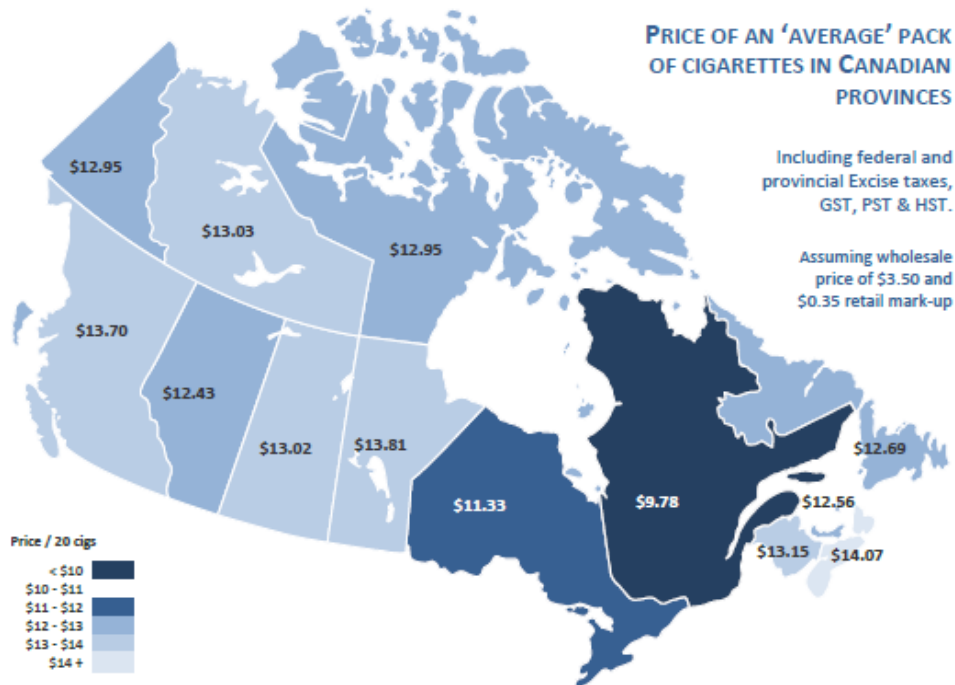 PRICE OF AN ‘AVERAGE’ PACK
OF CIGARETTES IN CANADIAN
PROVINCES
Including federal and
provincial Excise taxes,
GST, PST & HST.
Assuming wholesale
price of $3.50 and
$0.35 retail mark-up
$12.95
$13.03
$12.95
$13.70
$12.43
$13.02
$13.81
$11.33
$9.78
$12.69
$12.56
$13.15
$14.07
Price / 20 cigs
< $10
$10 - $11
$11 - $12
$12 - $13
$13 - $14
$14 +